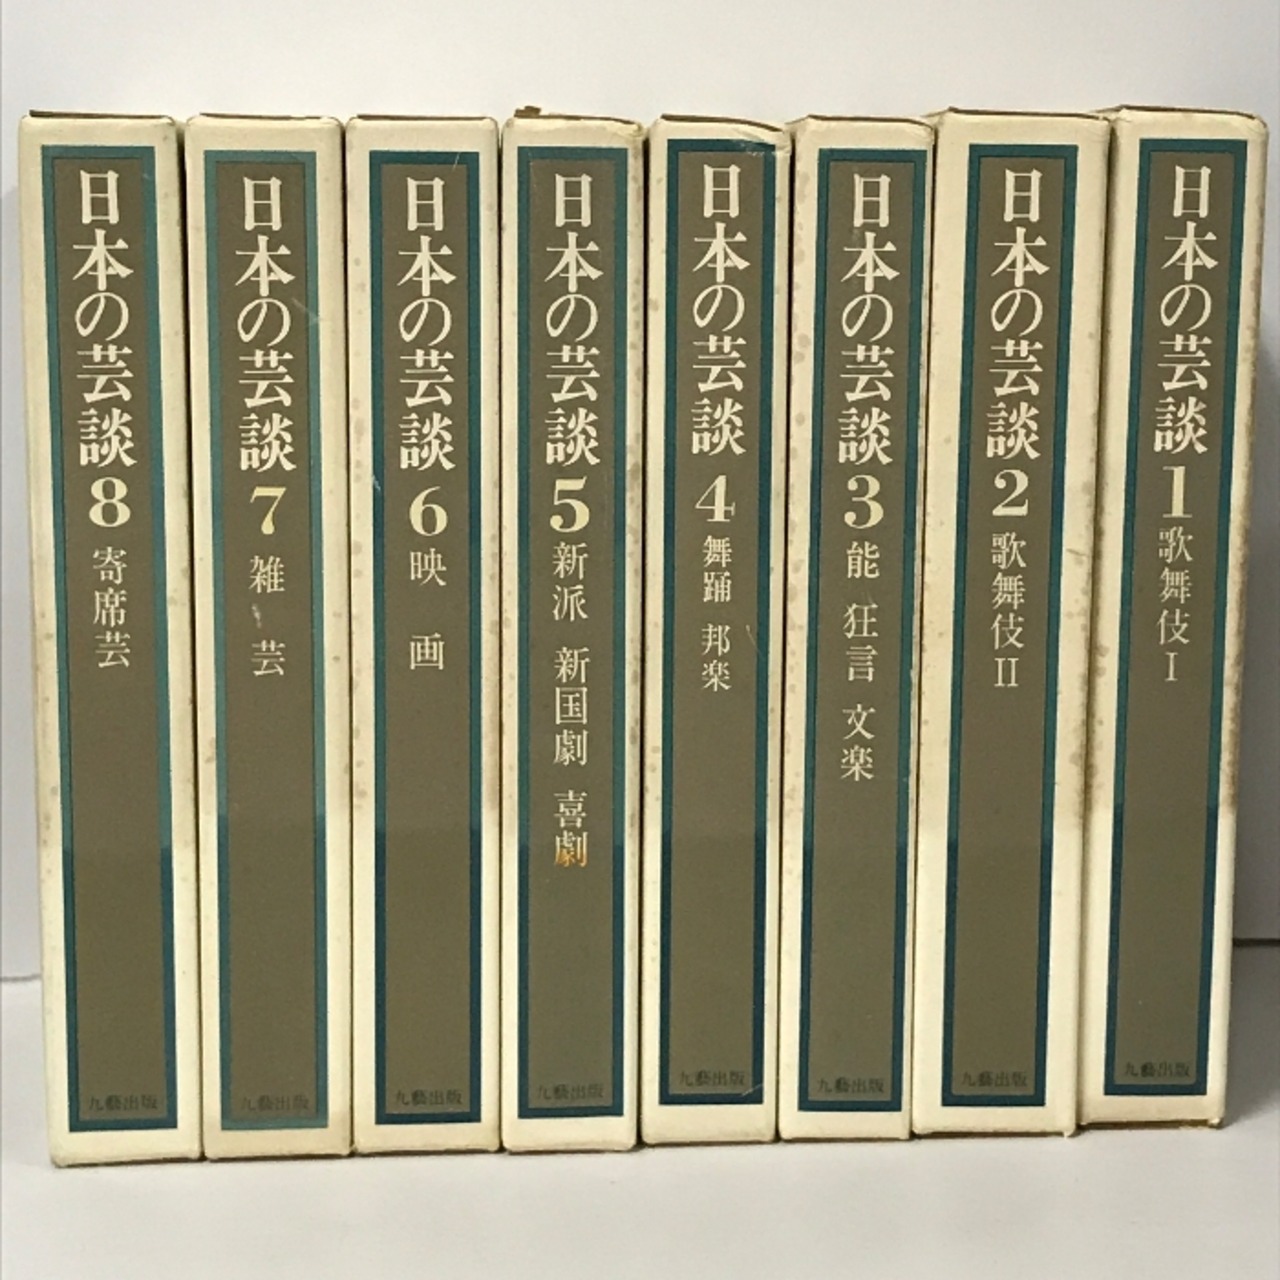 日本の芸談 8 寄席芸
九藝出版
日本の芸談 7 雑芸
九藝出版
日本の芸談 6 映画
九藝出版
日本の芸談 5 新派 新国劇 喜劇
九藝出版
日本の芸談 4 舞踊 邦楽
九藝出版
日本の芸談 3 能 狂言 文楽
九藝出版
日本の芸談 2 歌舞伎 II
九藝出版
日本の芸談 1 歌舞伎 I
九藝出版